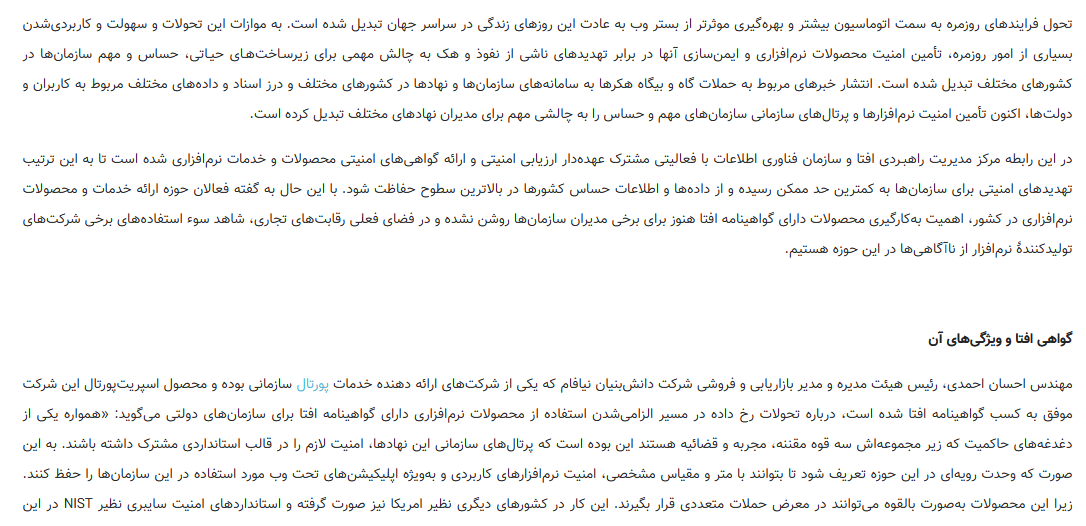 تحول فرایندهای روزمره به سمت اتوماسیون بیشتر و بهره‌گیری موثرتر از بستر وب به عادت این روزهای زندگی در سراسر جهان تبدیل شده است. به موازات این تحولات و سهولت و کاربردی‌شدن
بسیاری از امور روزمره، تأمین امنیت محصولات نرم‌افزاری و ایمن‌سازی آنها در برابر تهدیدهای ناشی از نفوذ و هک به چالش مهمی برای زیرساخت‌های حیاتی، حساس و مهم سازمان‌ها در
کشورهای مختلف تبدیل شده است. انتشار خبرهای مربوط به حملات گاه و بیگاه هکرها به سامانه‌های سازمان‌ها و نهادها در کشورهای مختلف و درز اسناد و داده‌های مختلف مربوط به کاربران و
دولت‌ها، اکنون تأمین امنیت نرم‌افزارها و پرتال‌های سازمانی سازمان‌های مهم و حساس را به چالشی مهم برای مدیران نهادهای مختلف تبدیل کرده است.
در این رابطه مرکز مدیریت راهبردی افتا و سازمان فناوری اطلاعات با فعالیتی مشترک عهده‌دار ارزیابی امنیتی و ارائه گواهی‌های امنیتی محصولات و خدمات نرم‌افزاری شده است تا به این ترتیب
تهدیدهای امنیتی برای سازمان‌ها به کمترین حد ممکن رسیده و از داده‌ها و اطلاعات حساس کشورها در بالاترین سطوح حفاظت شود. با این حال به گفته فعالان حوزه ارائه خدمات و محصولات
نرم‌افزاری در کشور، اهمیت به‌کارگیری محصولات دارای گواهینامه افتا هنوز برای برخی مدیران سازمان‌ها روشن نشده و در فضای فعلی رقابت‌های تجاری، شاهد سوء استفاده‌های برخی شرکت‌های
تولیدکنندهٔ نرم‌افزار از ناآگاهی‌ها در این حوزه هستیم.
گواهی افتا و ویژگی‌های آن
مهندس احسان احمدی، رئیس هیئت مدیره و مدیر بازاریابی و فروشی شرکت دانش‌بنیان نیافام که یکی از شرکت‌های ارائه دهنده خدمات پورتال سازمانی بوده و محصول اسپریت‌پورتال این شرکت
موفق به کسب گواهینامه افتا شده است، درباره تحولات رخ داده در مسیر الزامی‌شدن استفاده از محصولات نرم‌افزاری دارای گواهینامه افتا برای سازمان‌های دولتی می‌گوید: «همواره یکی از
دغدغه‌های حاکمیت که زیر مجموعه‌اش سه قوه مقننه، مجریه و قضائیه هستند این بوده است که پرتال‌های سازمانی این نهادها، امنیت لازم را در قالب استانداردی مشترک داشته باشند. به این
صورت که وحدت رویه‌ای در این حوزه تعریف شود تا بتوانند با متر و مقیاس مشخصی، امنیت نرم‌افزارهای کاربردی و به‌ویژه اپلیکیشن‌های تحت وب مورد استفاده در این سازمان‌ها را حفظ کنند.
زیرا این محصولات به‌صورت بالقوه می‌توانند در معرض حملات متعددی قرار بگیرند. این کار در کشورهای دیگری نظیر امریکا نیز صورت گرفته و استانداردهای امنیت سایبری نظیر NIST در این